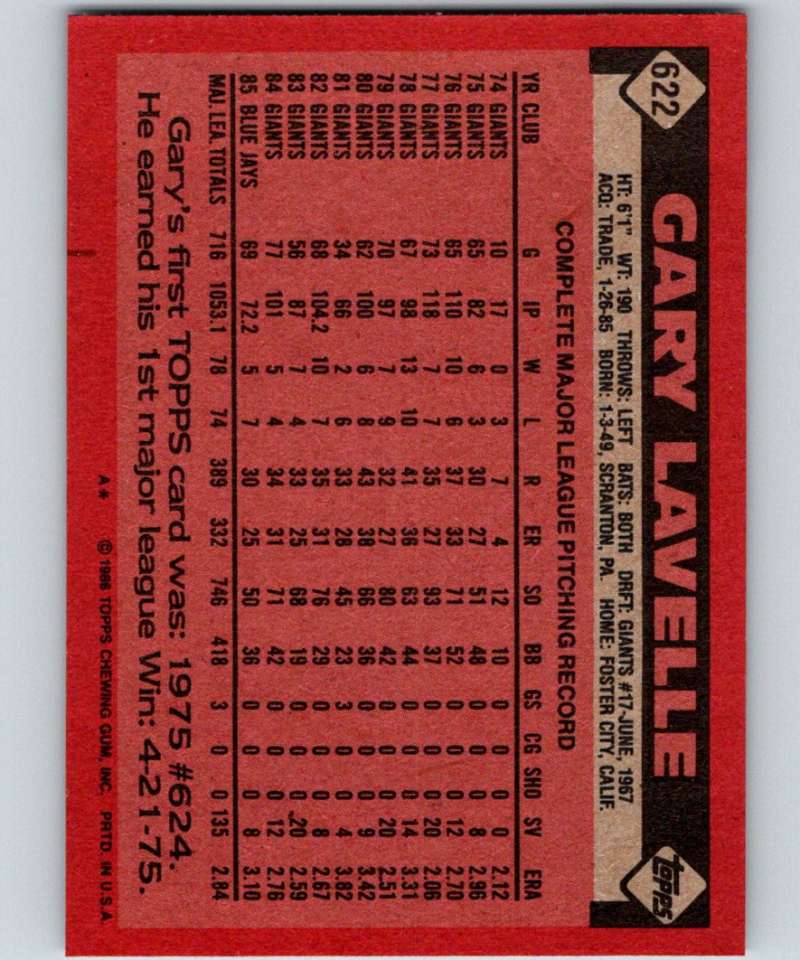 622 GARY LAVELLE TOPPS
HT: 6'1" WT: 190 THROWS: LEFT BATS: BOTH DRFT: GIANTS #17-JUNE, 1967
ACQ: TRADE, 1-26-85 BORN: 1-3-49, SCRANTON, PA. HOME: FOSTER CITY, CALIF.
COMPLETE MAJOR LEAGUE PITCHING RECORD
YR CLUB G IP W L R ER SO BB GS CG SHO SV ERA
74 GIANTS 10 17 0 3 7 4 12 10 0 0 0 0 2.12
75 GIANTS 65 82 6 3 30 27 51 48 0 0 0 8 2.96
76 GIANTS 65 110 10 6 37 33 71 52 0 0 0 12 2.70
77 GIANTS 73 118 7 7 35 27 93 37 0 0 0 20 2.06
78 GIANTS 67 98 13 10 41 36 63 44 0 0 0 14 3.31
79 GIANTS 70 97 7 9 32 27 80 42 0 0 0 20 2.51
80 GIANTS 62 100 6 8 43 38 66 36 0 0 0 9 3.42
81 GIANTS 34 66 2 6 33 28 45 23 3 0 0 4 3.82
82 GIANTS 68 104.2 10 7 35 31 76 29 0 0 0 8 2.67
83 GIANTS 56 87 7 4 33 25 68 19 0 0 0 20 2.59
84 GIANTS 77 101 5 4 34 31 71 42 0 0 0 12 2.76
85 BLUE JAYS 69 72.2 5 7 30 25 50 36 0 0 0 8 3.10
MAJ. LEA. TOTALS 716 1053.1 78 74 389 332 746 418 3 0 0 135 2.84
Gary's first TOPPS card was: 1975 #624.
He earned his 1st major league Win: 4-21-75.
A* © 1986 TOPPS CHEWING GUM, INC. PRTD. IN U.S.A.